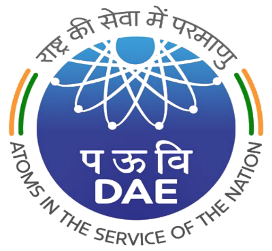 राष्ट्र की सेवा में परमाणु
प ऊ वि
DAE
ATOMS IN THE SERVICE OF THE NATION